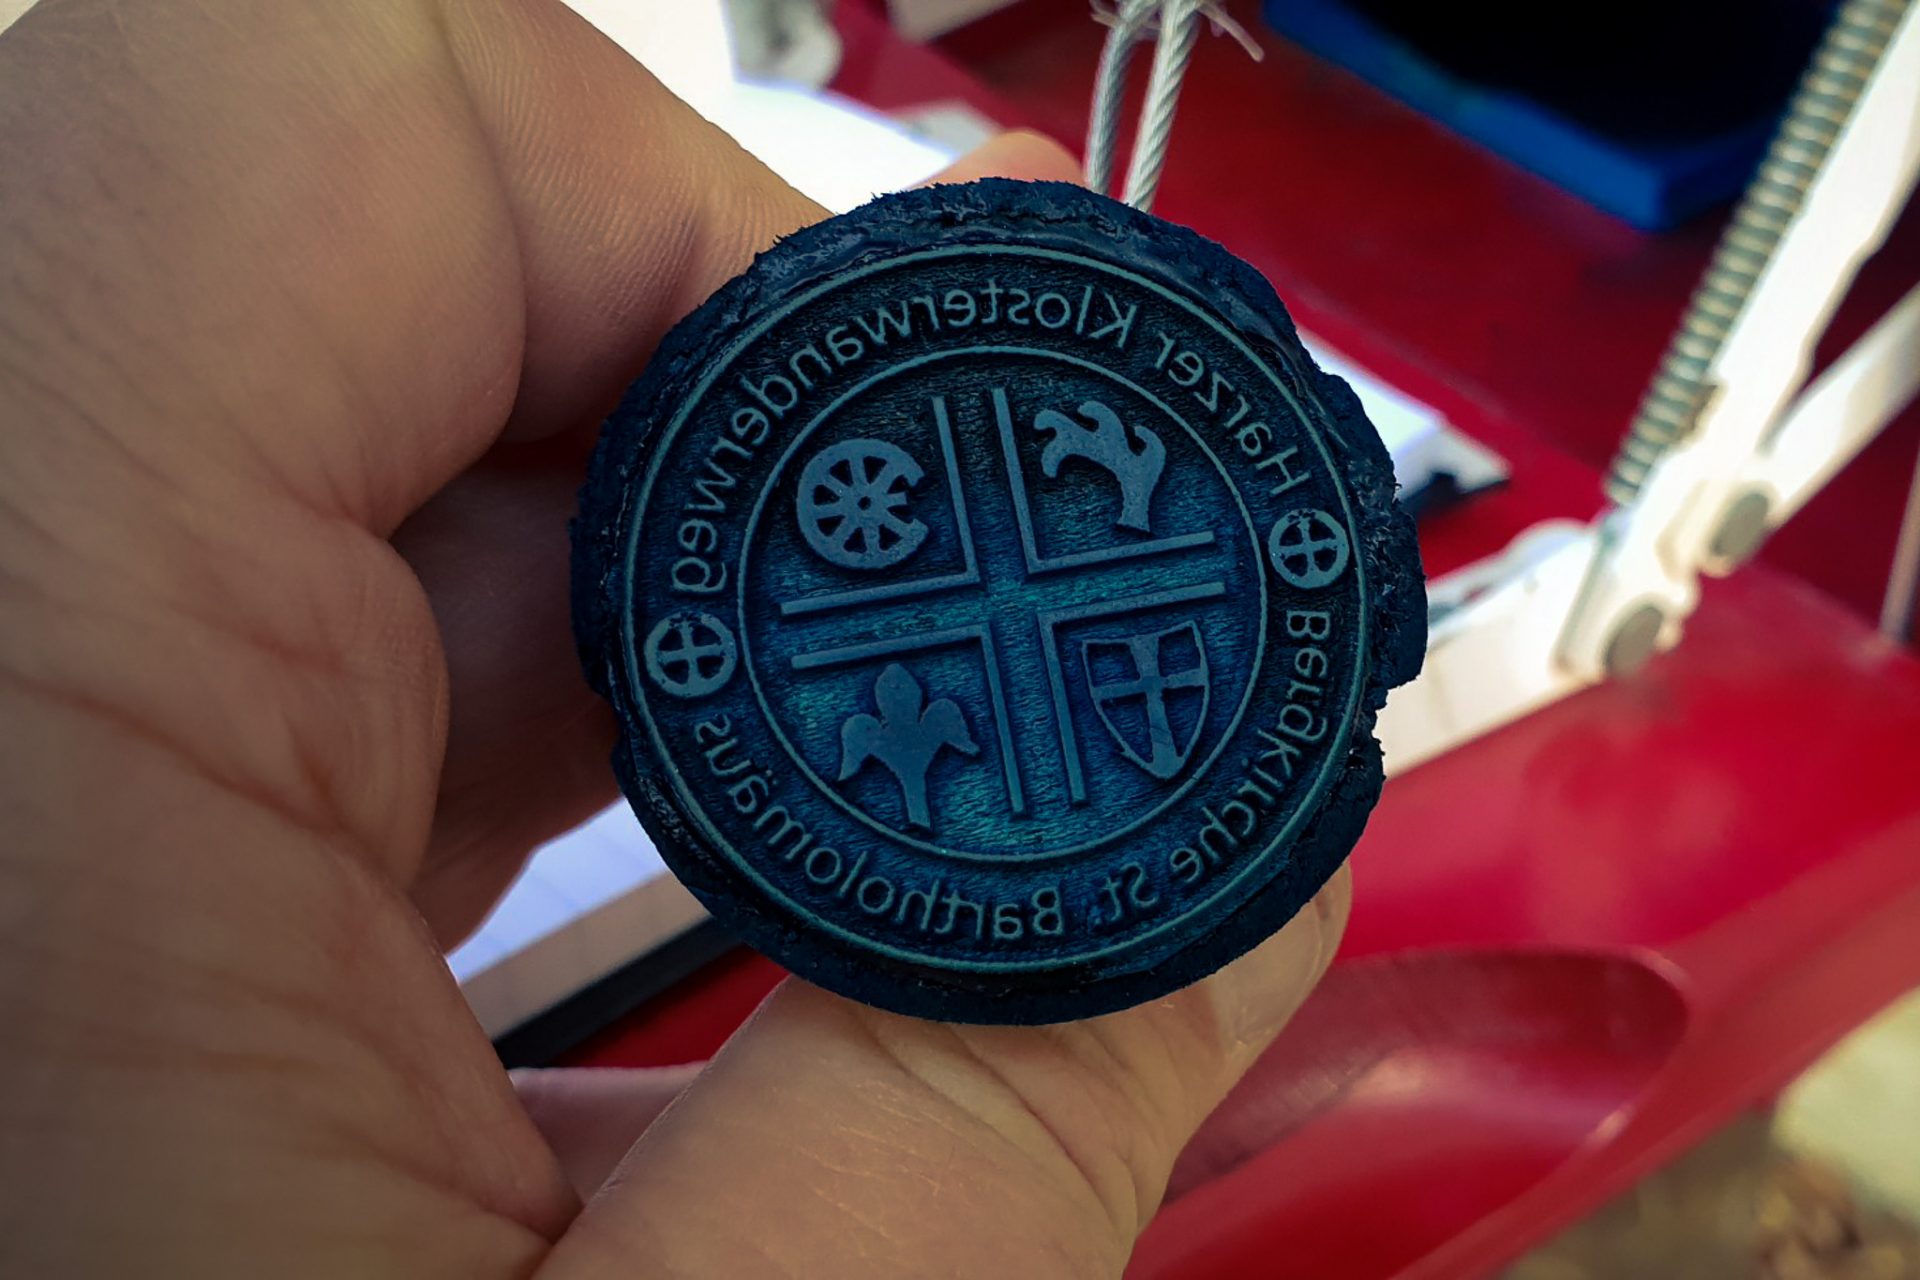 Harzer Klosterwanderweg
Bergkirche St. Bartholomäus